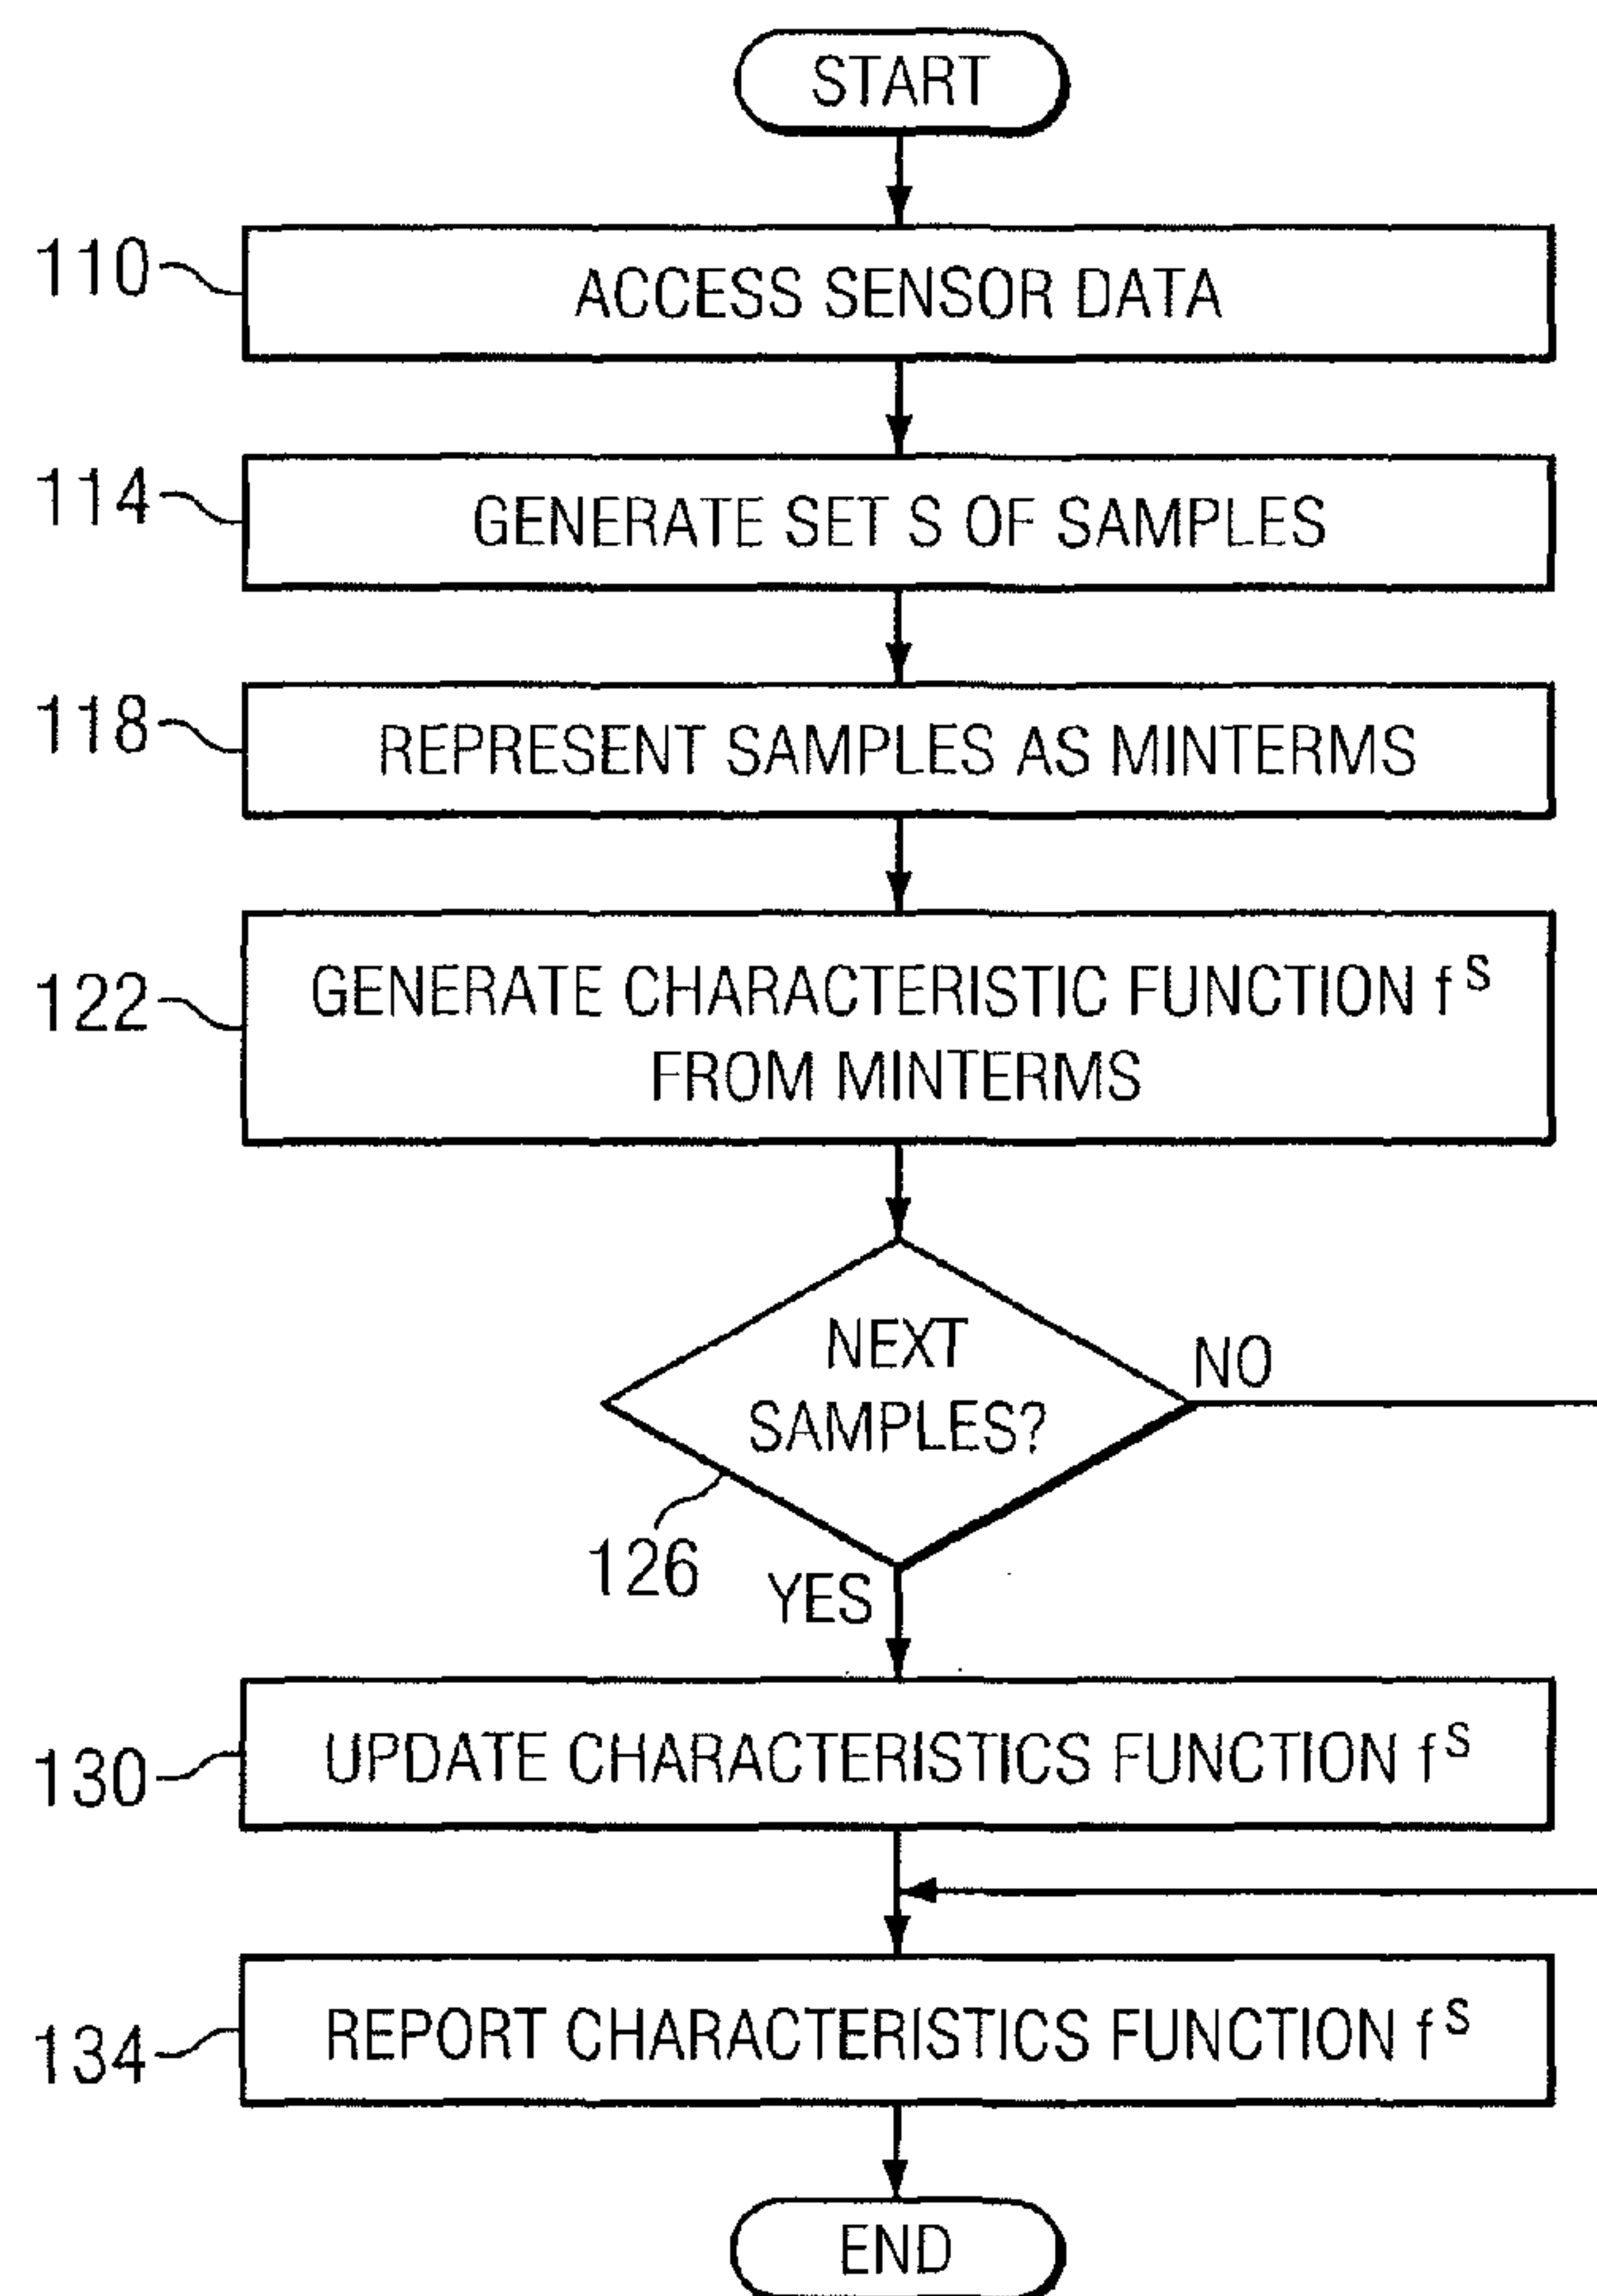 START
110
ACCESS SENSOR DATA
114
GENERATE SET S OF SAMPLES
118
REPRESENT SAMPLES AS MINTERMS
122
GENERATE CHARACTERISTIC FUNCTION f^S
FROM MINTERMS
NEXT
SAMPLES?
NO
126
YES
130
UPDATE CHARACTERISTICS FUNCTION f^S
134
REPORT CHARACTERISTICS FUNCTION f^S
END